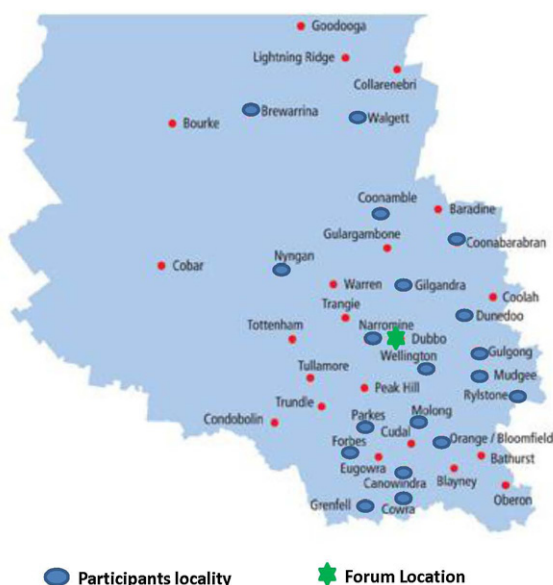 Goodooga
Lightning Ridge
Collarenebri
Brewarrina
Walgett
Bourke
Coonamble
Baradine
Gulargambone
Coonabarabran
Nyngan
Cobar
Warren
Gilgandra
Coolah
Trangie
Dunedoo
Narromine
Tottenham
Dubbo
Wellington
Gulgong
Tullamore
Mudgee
Peak Hill
Rylstone
Trundle
Parkes
Molong
Condobolin
Cudal
Forbes
Orange / Bloomfield
Eugowra
Bathurst
Canowindra
Blayney
Grenfell
Cowra
Oberon
Participants locality
Forum Location